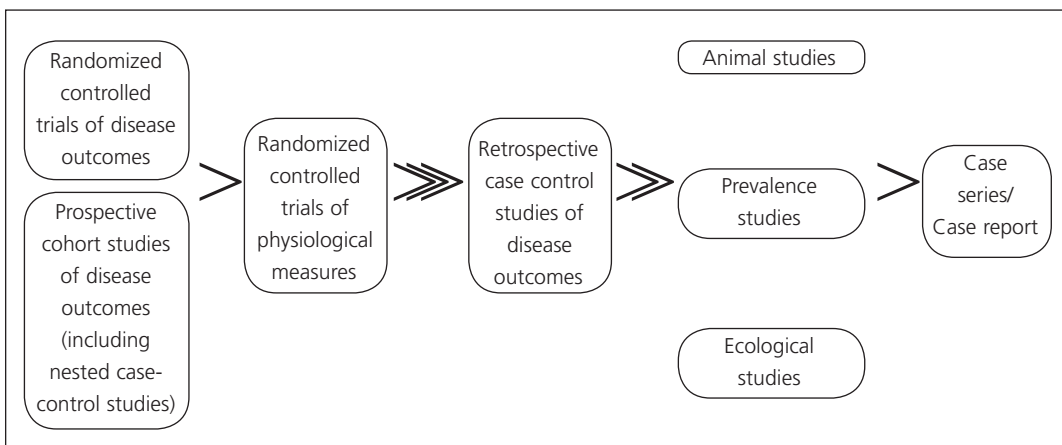 Randomized
controlled
trials of disease
outcomes
Prospective
cohort studies
of disease
outcomes
(including
nested case-
control studies)
>
Randomized
controlled
trials of
physiological
measures
>>>
Retrospective
case control
studies of
disease
outcomes
>>
Animal studies
Prevalence
studies
Ecological
studies
>
Case
series/
Case report